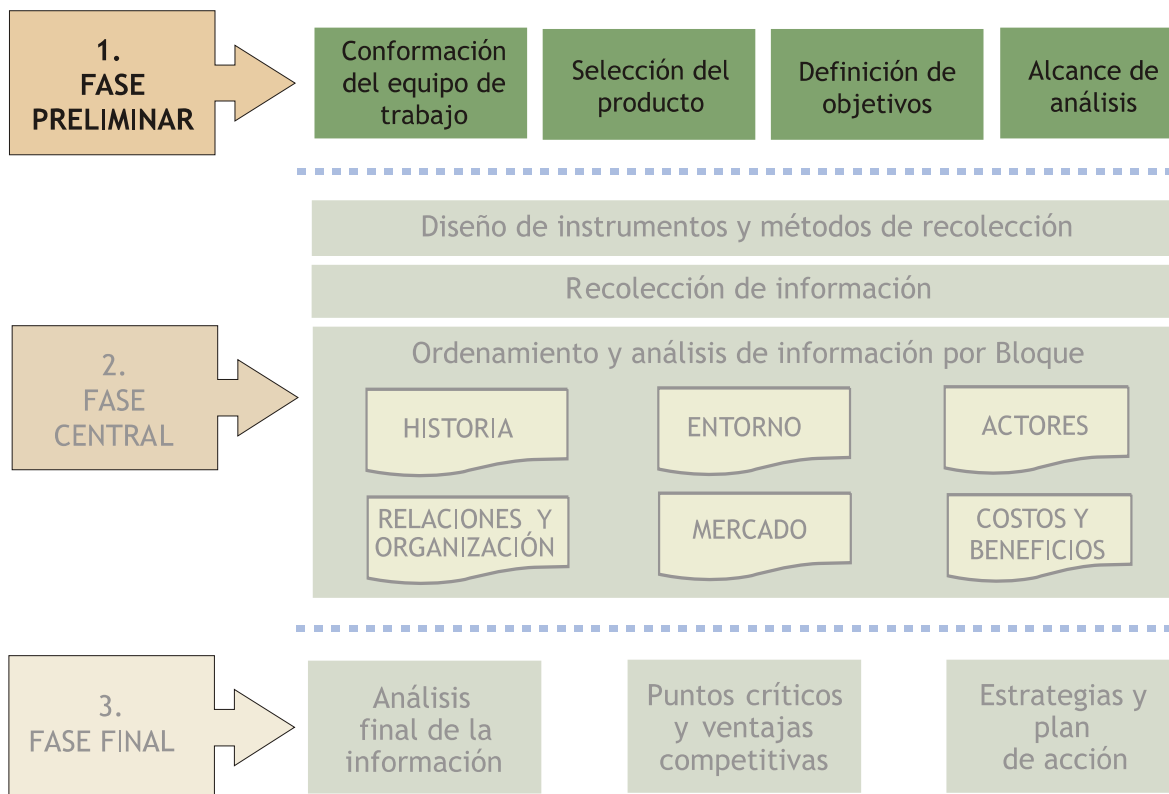 1.
FASE
PRELIMINAR
Conformación
del equipo de
trabajo
Selección del
producto
Definición de
objetivos
Alcance de
análisis
Diseño de instrumentos y métodos de recolección
Recolección de información
2.
FASE
CENTRAL
Ordenamiento y análisis de información por Bloque
HISTORIA
ENTORNO
ACTORES
RELACIONES Y
ORGANIZACIÓN
MERCADO
COSTOS Y
BENEFICIOS
3.
FASE FINAL
Análisis
final de la
información
Puntos críticos
y ventajas
competitivas
Estrategias y
plan
de acción